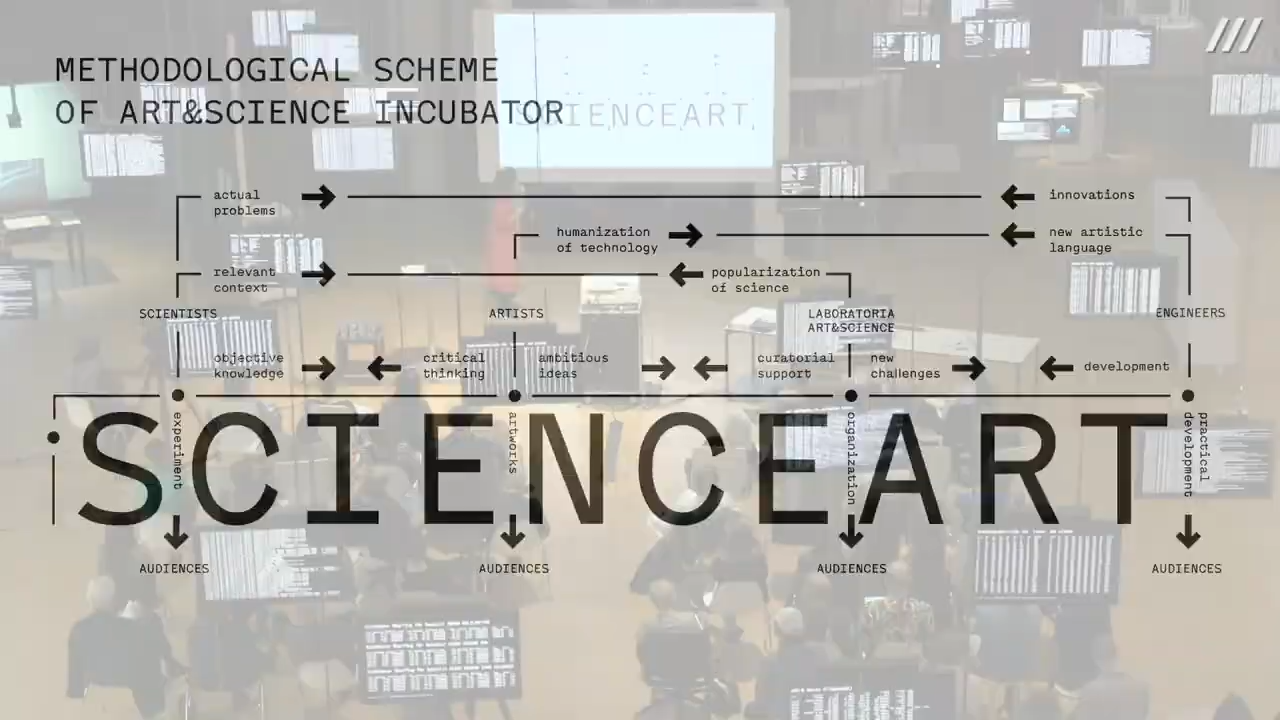 METHODOLOGICAL SCHEME
OF ART&SCIENCE INCUBATOR
SCIENCEART
actual
problems
innovations
humanization
of technology
new artistic
language
relevant
context
popularization
of science
SCIENTISTS
ARTISTS
LABORATORIA
ART&SCIENCE
ENGINEERS
objective
knowledge
critical
thinking
ambitious
ideas
curatorial
support
new
challenges
development
SCIENCEART
experiment
artworks
organization
practical
development
AUDIENCES
AUDIENCES
AUDIENCES
AUDIENCES